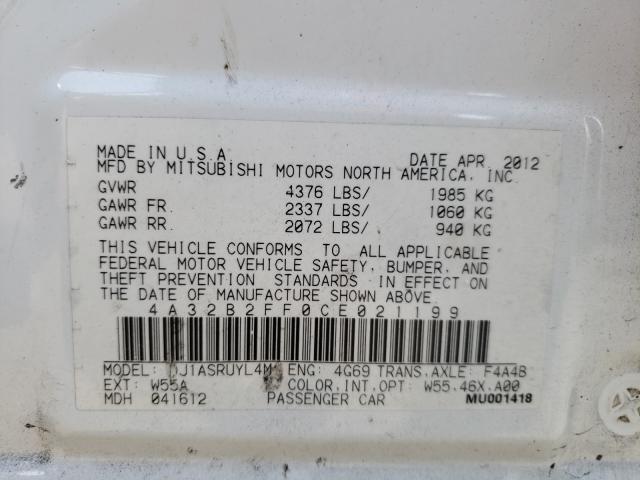 MADE IN U.S.A. DATE APR. 2012
MFD BY MITSUBISHI MOTORS NORTH AMERICA, INC.
GVWR 4376 LBS/ 1985 KG
GAWR FR. 2337 LBS/ 1060 KG
GAWR RR. 2072 LBS/ 940 KG
THIS VEHICLE CONFORMS TO ALL APPLICABLE
FEDERAL MOTOR VEHICLE SAFETY, BUMPER, AND
THEFT PREVENTION STANDARDS IN EFFECT ON
THE DATE OF MANUFACTURE SHOWN ABOVE.
4A32B2FF0CE021199
MODEL: DJ1ASRUYL4M ENG: 4G69 TRANS.AXLE: F4A4B
EXT: W55A COLOR.INT.OPT: W55.46X.A00
MDH 041612 PASSENGER CAR MU001418